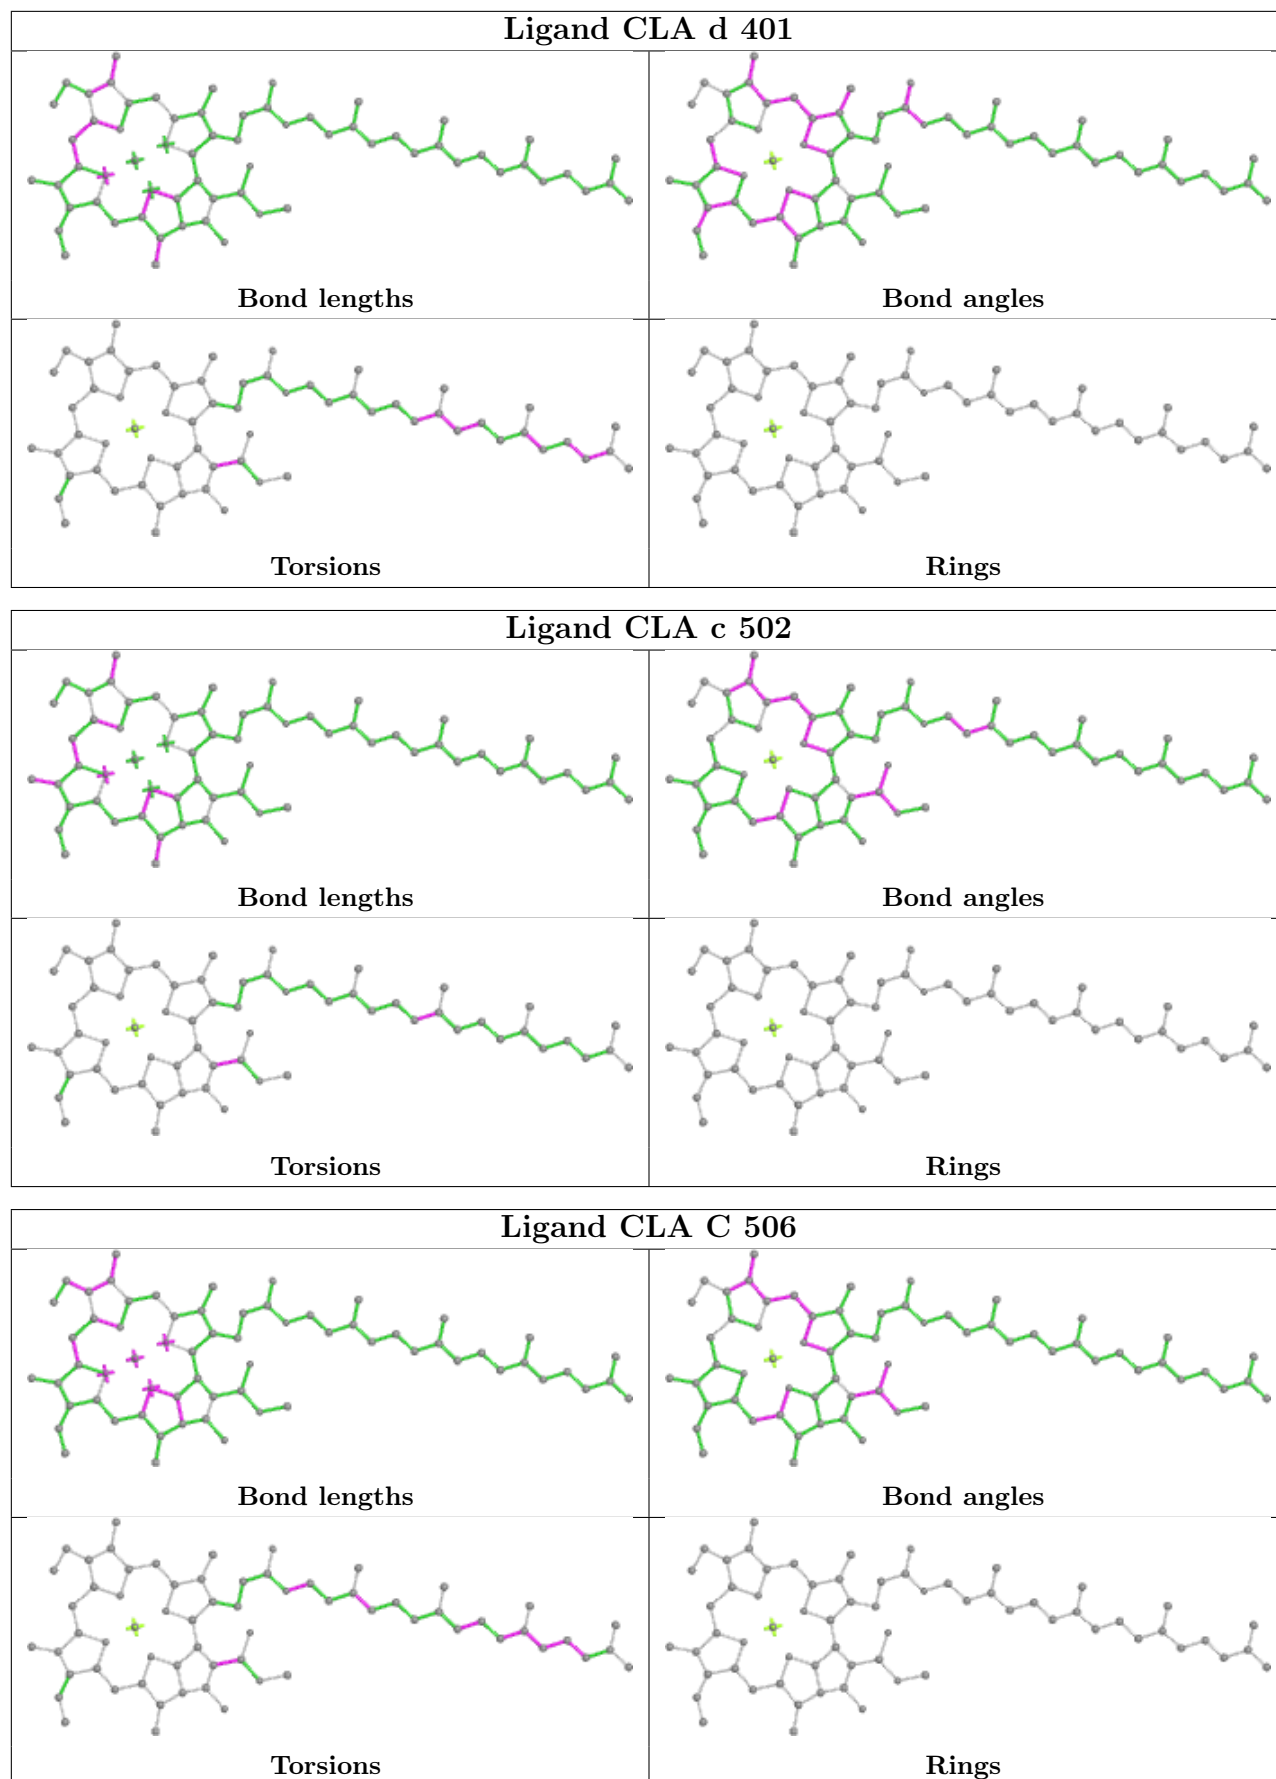 Ligand CLA d 401
Bond lengths
Bond angles
Torsions
Rings
Ligand CLA c 502
Bond lengths
Bond angles
Torsions
Rings
Ligand CLA C 506
Bond lengths
Bond angles
Torsions
Rings